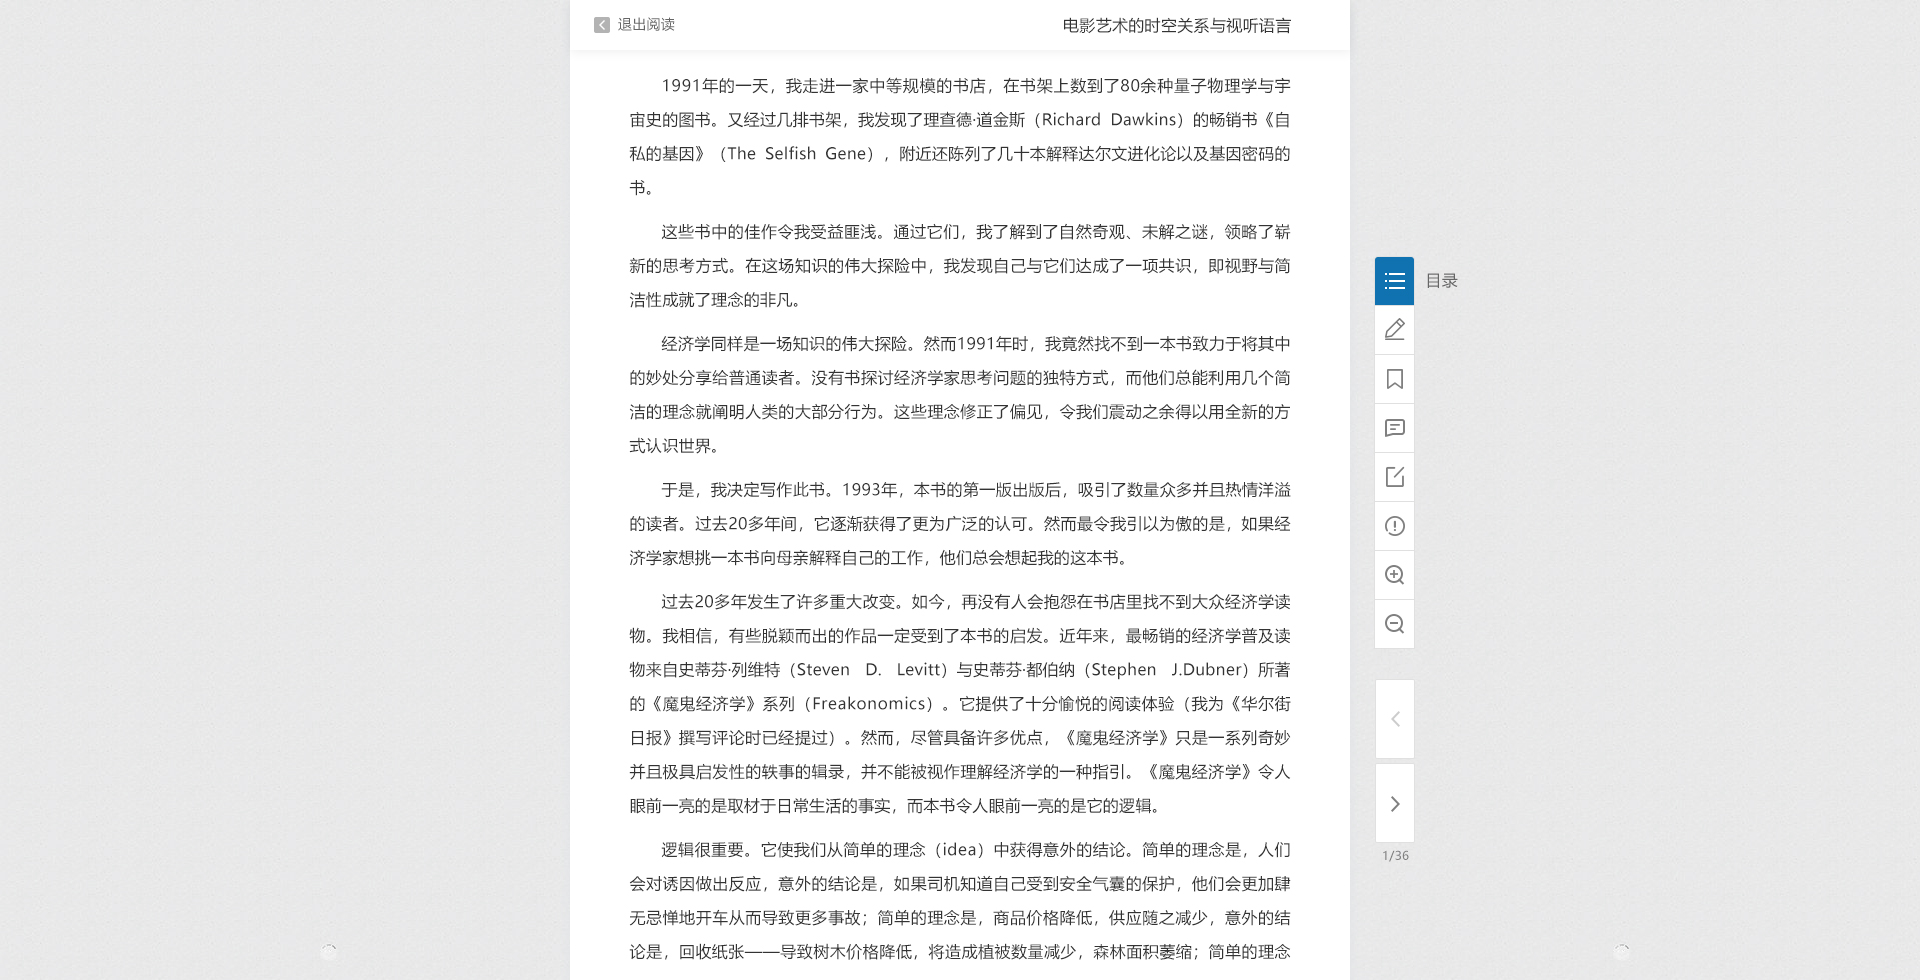 退出阅读
电影艺术的时空关系与视听语言
1991年的一天，我走进一家中等规模的书店，在书架上数到了80余种量子物理学与宇
宙史的图书。又经过几排书架，我发现了理查德·道金斯（Richard Dawkins）的畅销书《自
私的基因》（The Selfish Gene），附近还陈列了几十本解释达尔文进化论以及基因密码的
书。
这些书中的佳作令我受益匪浅。通过它们，我了解到了自然奇观、未解之谜，领略了崭
新的思考方式。在这场知识的伟大探险中，我发现自己与它们达成了一项共识，即视野与简
洁性成就了理念的非凡。
目录
经济学同样是一场知识的伟大探险。然而1991年时，我竟然找不到一本书致力于将其中
的妙处分享给普通读者。没有书探讨经济学家思考问题的独特方式，而他们总能利用几个简
洁的理念就阐明人类的大部分行为。这些理念修正了偏见，令我们震动之余得以用全新的方
式认识世界。
于是，我决定写作此书。1993年，本书的第一版出版后，吸引了数量众多并且热情洋溢
的读者。过去20多年间，它逐渐获得了更为广泛的认可。然而最令我引以为傲的是，如果经
济学家想挑一本书向母亲解释自己的工作，他们总会想起我的这本书。
过去20多年发生了许多重大改变。如今，再没有人会抱怨在书店里找不到大众经济学读
物。我相信，有些脱颖而出的作品一定受到了本书的启发。近年来，最畅销的经济学普及读
物来自史蒂芬·列维特（Steven D. Levitt）与史蒂芬·都伯纳（Stephen J.Dubner）所著
的《魔鬼经济学》系列（Freakonomics）。它提供了十分愉悦的阅读体验（我为《华尔街
日报》撰写评论时已经提过）。然而，尽管具备许多优点，《魔鬼经济学》只是一系列奇妙
并且极具启发性的轶事的辑录，并不能被视作理解经济学的一种指引。《魔鬼经济学》令人
眼前一亮的是取材于日常生活的事实，而本书令人眼前一亮的是它的逻辑。
逻辑很重要。它使我们从简单的理念（idea）中获得意外的结论。简单的理念是，人们
会对诱因做出反应，意外的结论是，如果司机知道自己受到安全气囊的保护，他们会更加肆
无忌惮地开车从而导致更多事故；简单的理念是，商品价格降低，供应随之减少，意外的结
论是，回收纸张——导致树木价格降低，将造成植被数量减少，森林面积萎缩；简单的理念
1/36